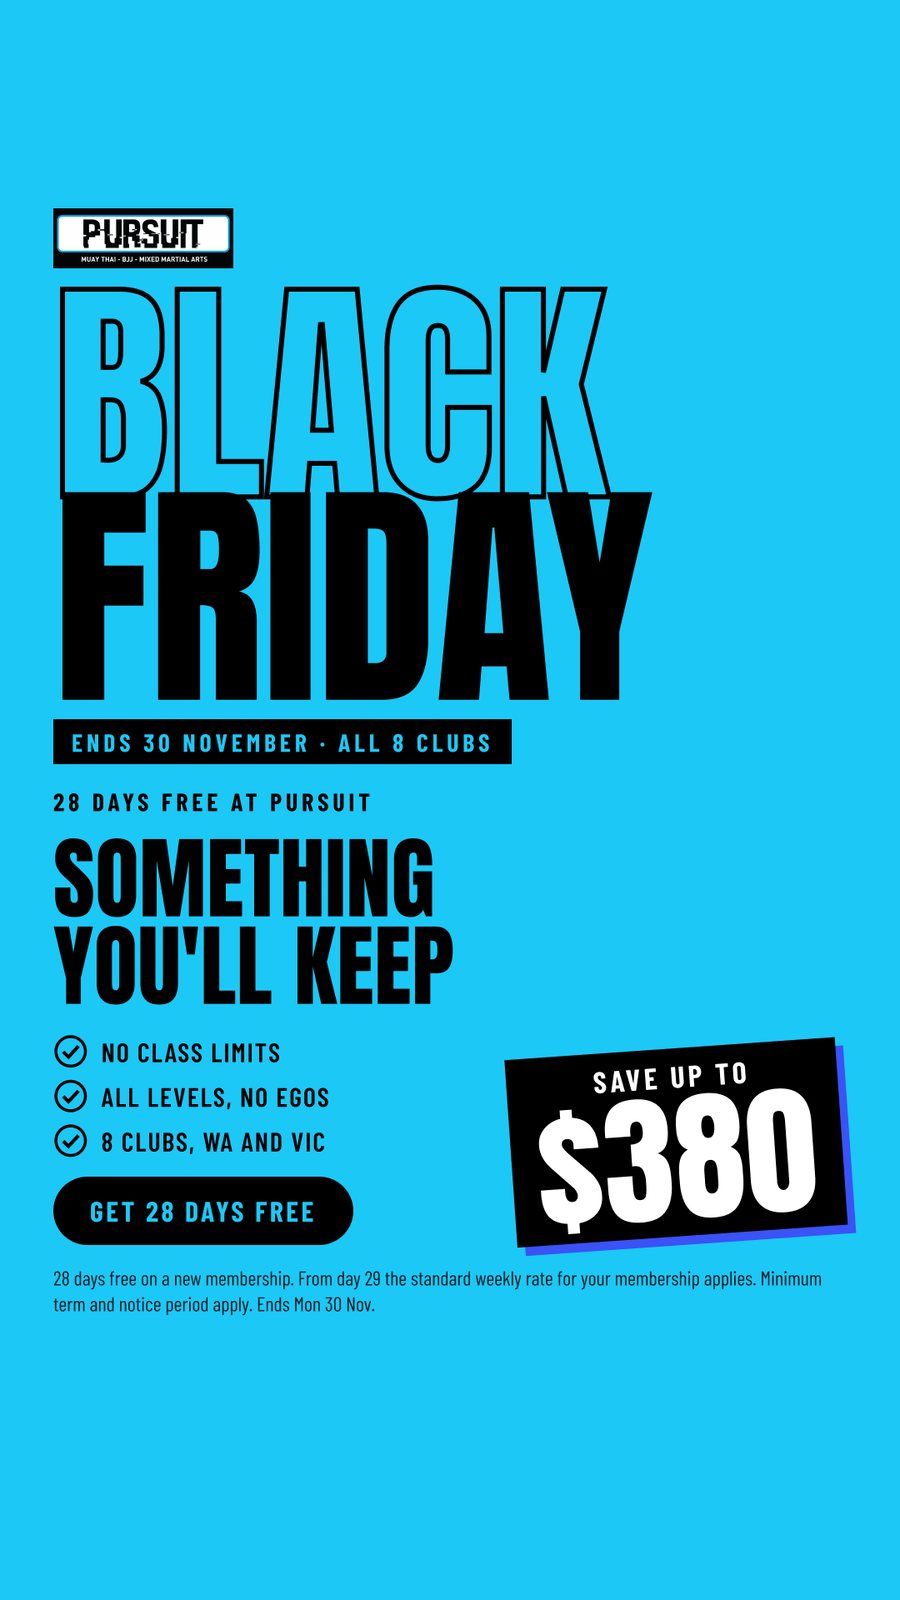 PURSUIT
MUAY THAI - BJJ - MIXED MARTIAL ARTS
BLACK
FRIDAY
ENDS 30 NOVEMBER · ALL 8 CLUBS
28 DAYS FREE AT PURSUIT
SOMETHING
YOU'LL KEEP
NO CLASS LIMITS
ALL LEVELS, NO EGOS
8 CLUBS, WA AND VIC
SAVE UP TO
$380
GET 28 DAYS FREE
28 days free on a new membership. From day 29 the standard weekly rate for your membership applies. Minimum
term and notice period apply. Ends Mon 30 Nov.